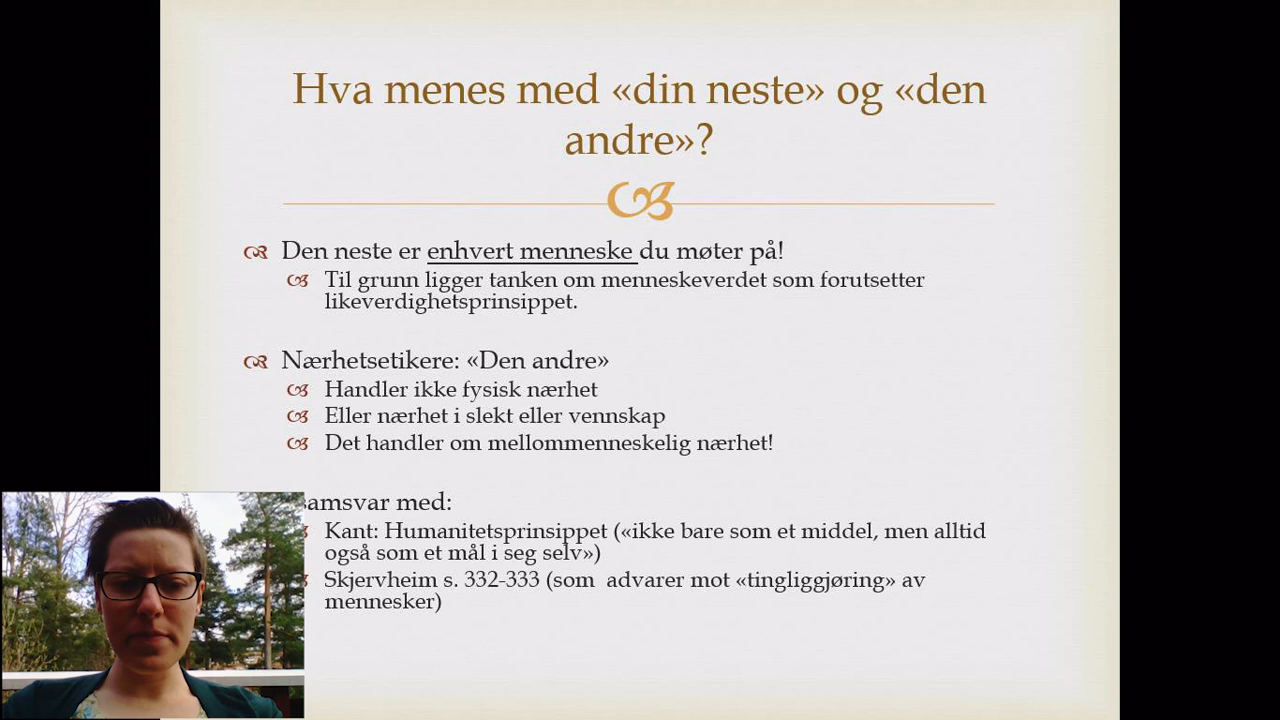 Hva menes med «din neste» og «den
andre»?
Den neste er enhvert menneske du møter på!
Til grunn ligger tanken om menneskeverdet som forutsetter
likeverdighetsprinsippet.
Nærhetsetikere: «Den andre»
Handler ikke fysisk nærhet
Eller nærhet i slekt eller vennskap
Det handler om mellommenneskelig nærhet!
samsvar med:
Kant: Humanitetsprinsippet («ikke bare som et middel, men alltid
også som et mål i seg selv»)
Skjervheim s. 332-333 (som  advarer mot «tingliggjøring» av
mennesker)